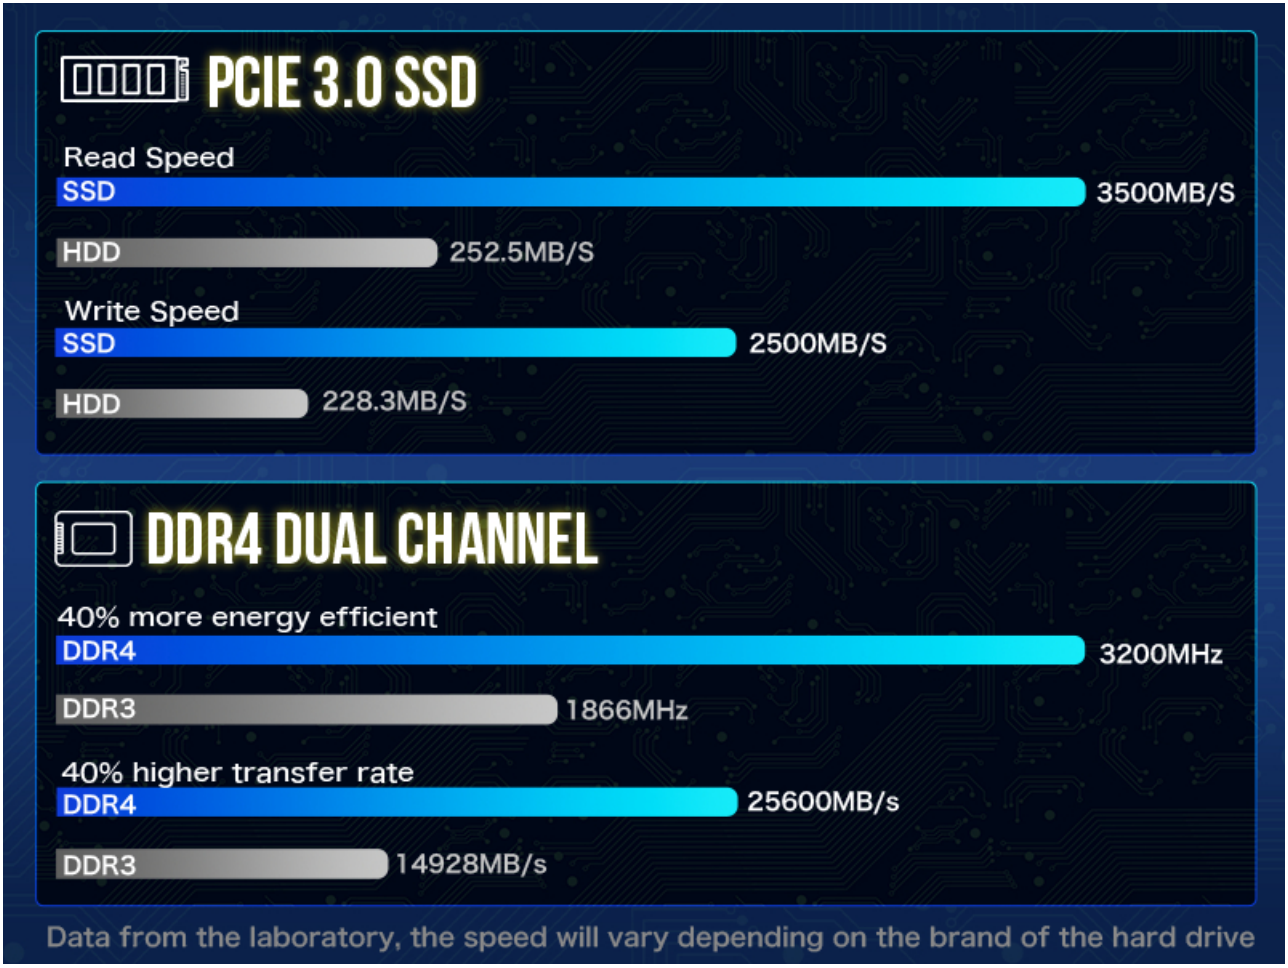 PCIE 3.0 SSD
Read Speed
SSD 3500MB/S
HDD 252.5MB/S
Write Speed
SSD 2500MB/S
HDD 228.3MB/S
DDR4 DUAL CHANNEL
40% more energy efficient
DDR4 3200MHz
DDR3 1866MHz
40% higher transfer rate
DDR4 25600MB/s
DDR3 14928MB/s
Data from the laboratory, the speed will vary depending on the brand of the hard drive